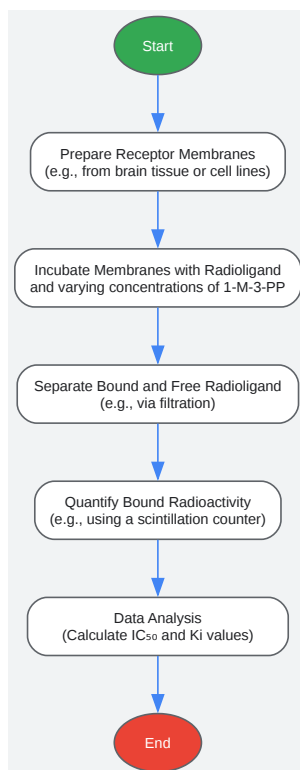 Start
Prepare Receptor Membranes
(e.g., from brain tissue or cell lines)
Incubate Membranes with Radioligand
and varying concentrations of 1-M-3-PP
Separate Bound and Free Radioligand
(e.g., via filtration)
Quantify Bound Radioactivity
(e.g., using a scintillation counter)
Data Analysis
(Calculate IC₅₀ and Ki values)
End